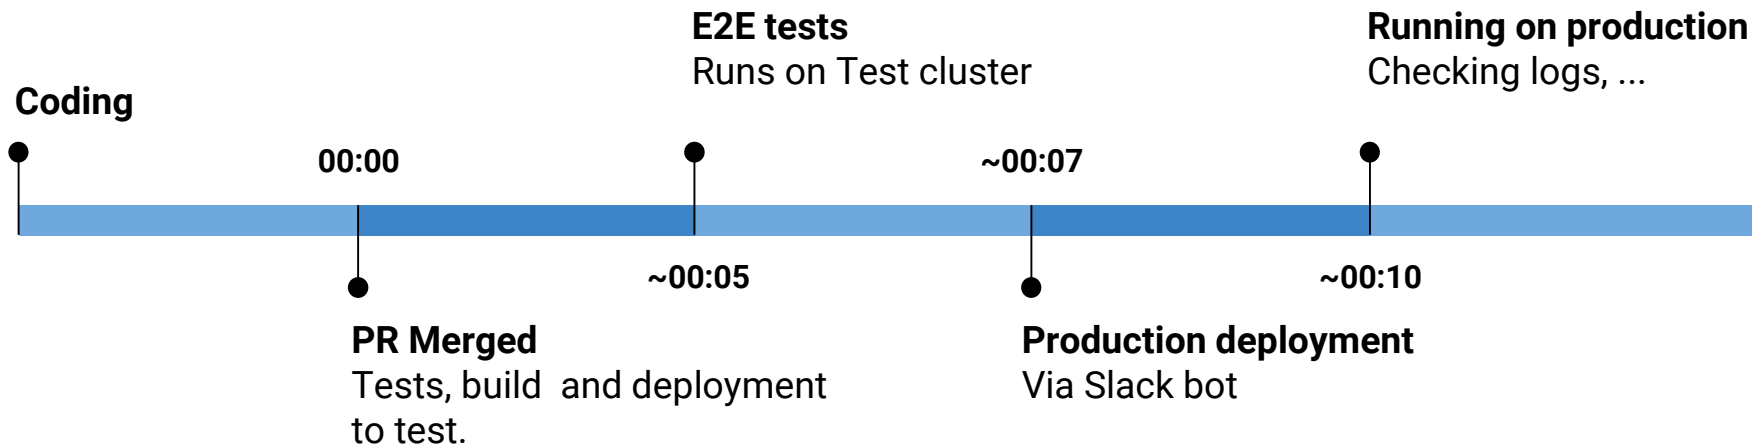 E2E tests
Runs on Test cluster
Running on production
Checking logs, ...
Coding
00:00
~00:07
~00:05
~00:10
PR Merged
Tests, build  and deployment
to test.
Production deployment
Via Slack bot